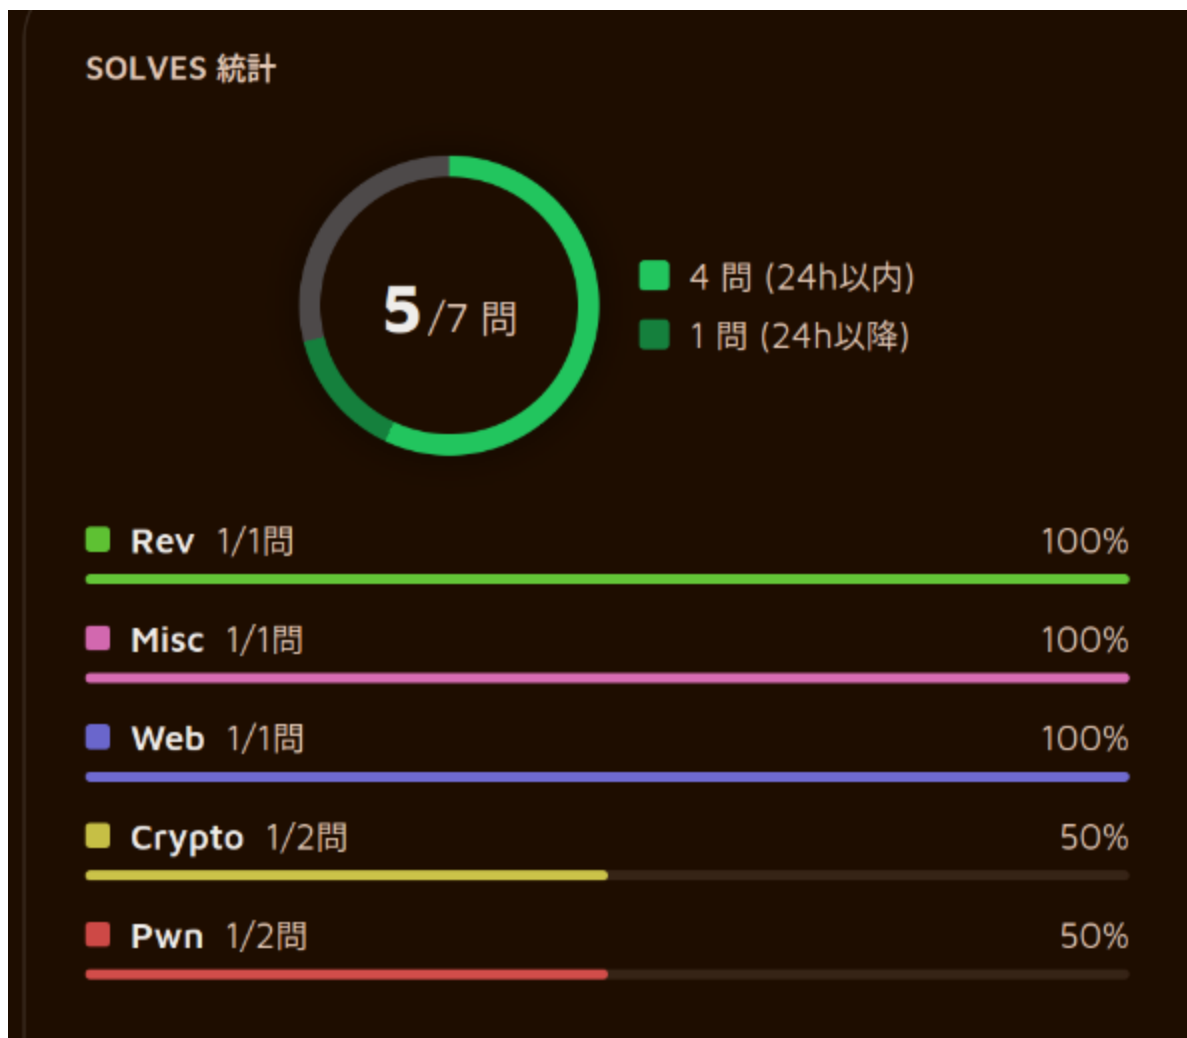 SOLVES 統計
5/7 問
4 問 (24h以内)
1 問 (24h以降)
Rev 1/1問 100%
Misc 1/1問 100%
Web 1/1問 100%
Crypto 1/2問 50%
Pwn 1/2問 50%